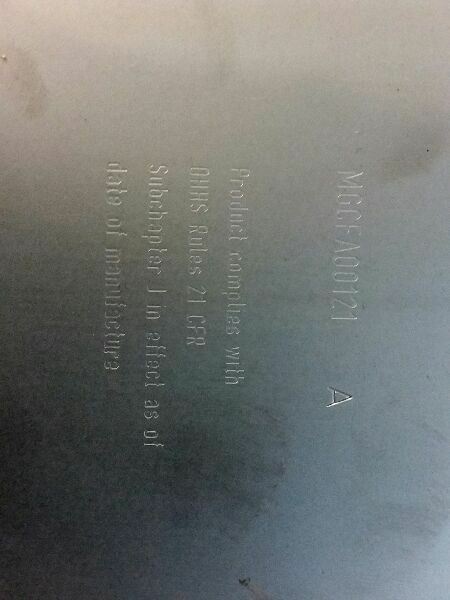 MGCFA00121 A
Product complies with
DHHS Rules 21 CFR
Subchapter J in effect as of
date of manufacture